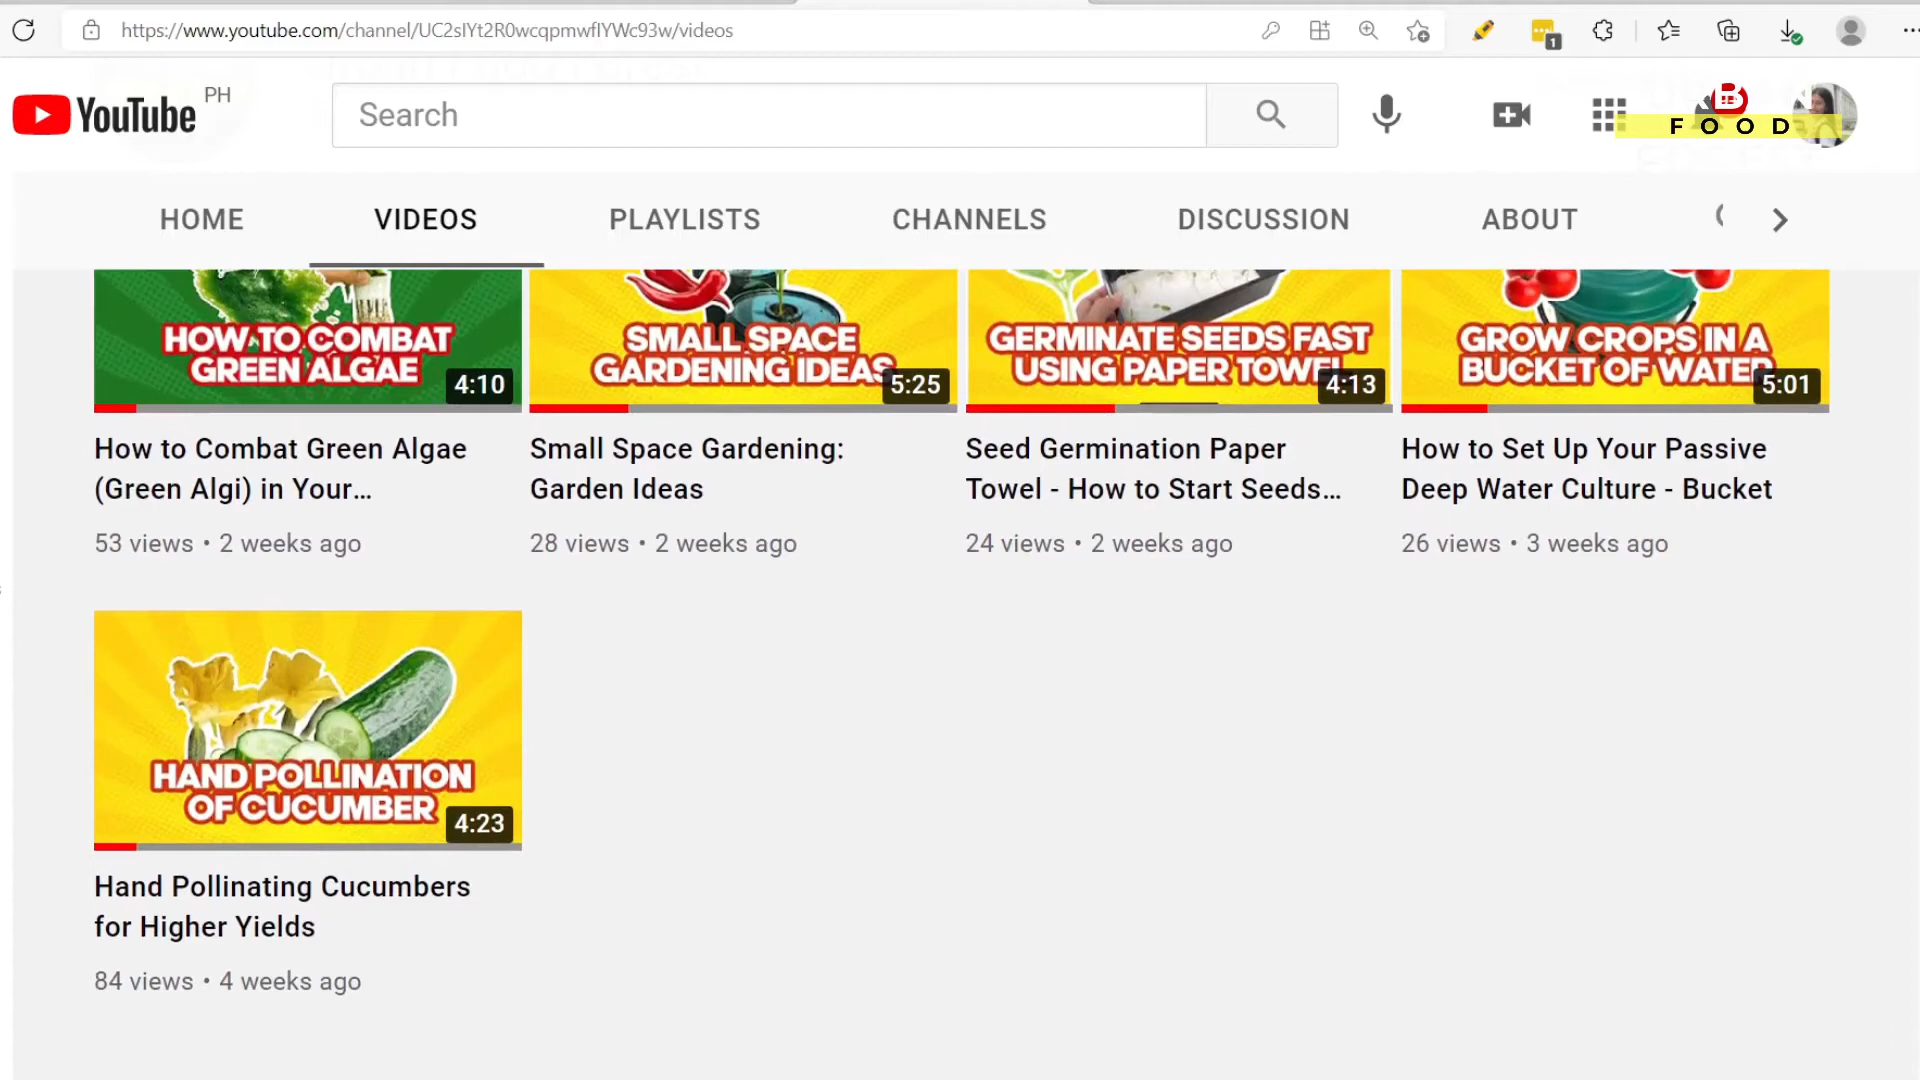 https://www.youtube.com/channel/UC2sIYt2R0wcqpmwfIYWc93w/videos
1
YouTube PH
Search
B
FOOD
HOME VIDEOS PLAYLISTS CHANNELS DISCUSSION ABOUT
HOW TO COMBAT
GREEN ALGAE
4:10
SMALL SPACE
GARDENING IDEAS
5:25
GERMINATE SEEDS FAST
USING PAPER TOWEL
4:13
GROW CROPS IN A
BUCKET OF WATER
5:01
How to Combat Green Algae
(Green Algi) in Your...
53 views • 2 weeks ago
Small Space Gardening:
Garden Ideas
28 views • 2 weeks ago
Seed Germination Paper
Towel - How to Start Seeds...
24 views • 2 weeks ago
How to Set Up Your Passive
Deep Water Culture - Bucket
26 views • 3 weeks ago
HAND POLLINATION
OF CUCUMBER
4:23
Hand Pollinating Cucumbers
for Higher Yields
84 views • 4 weeks ago